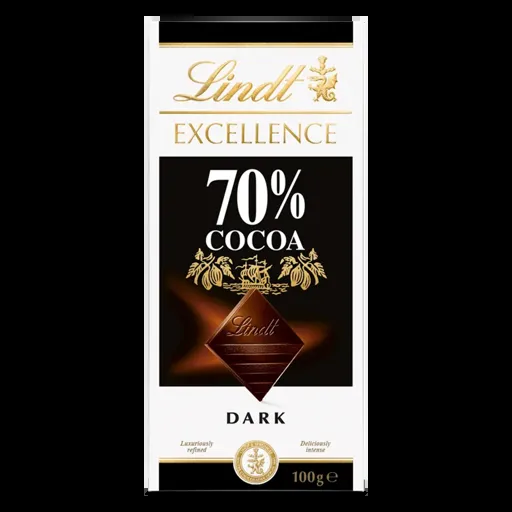 Lindt
EXCELLENCE
70%
COCOA
Lindt
DARK
Luxuriously
refined
Deliciously
intense
100g℮